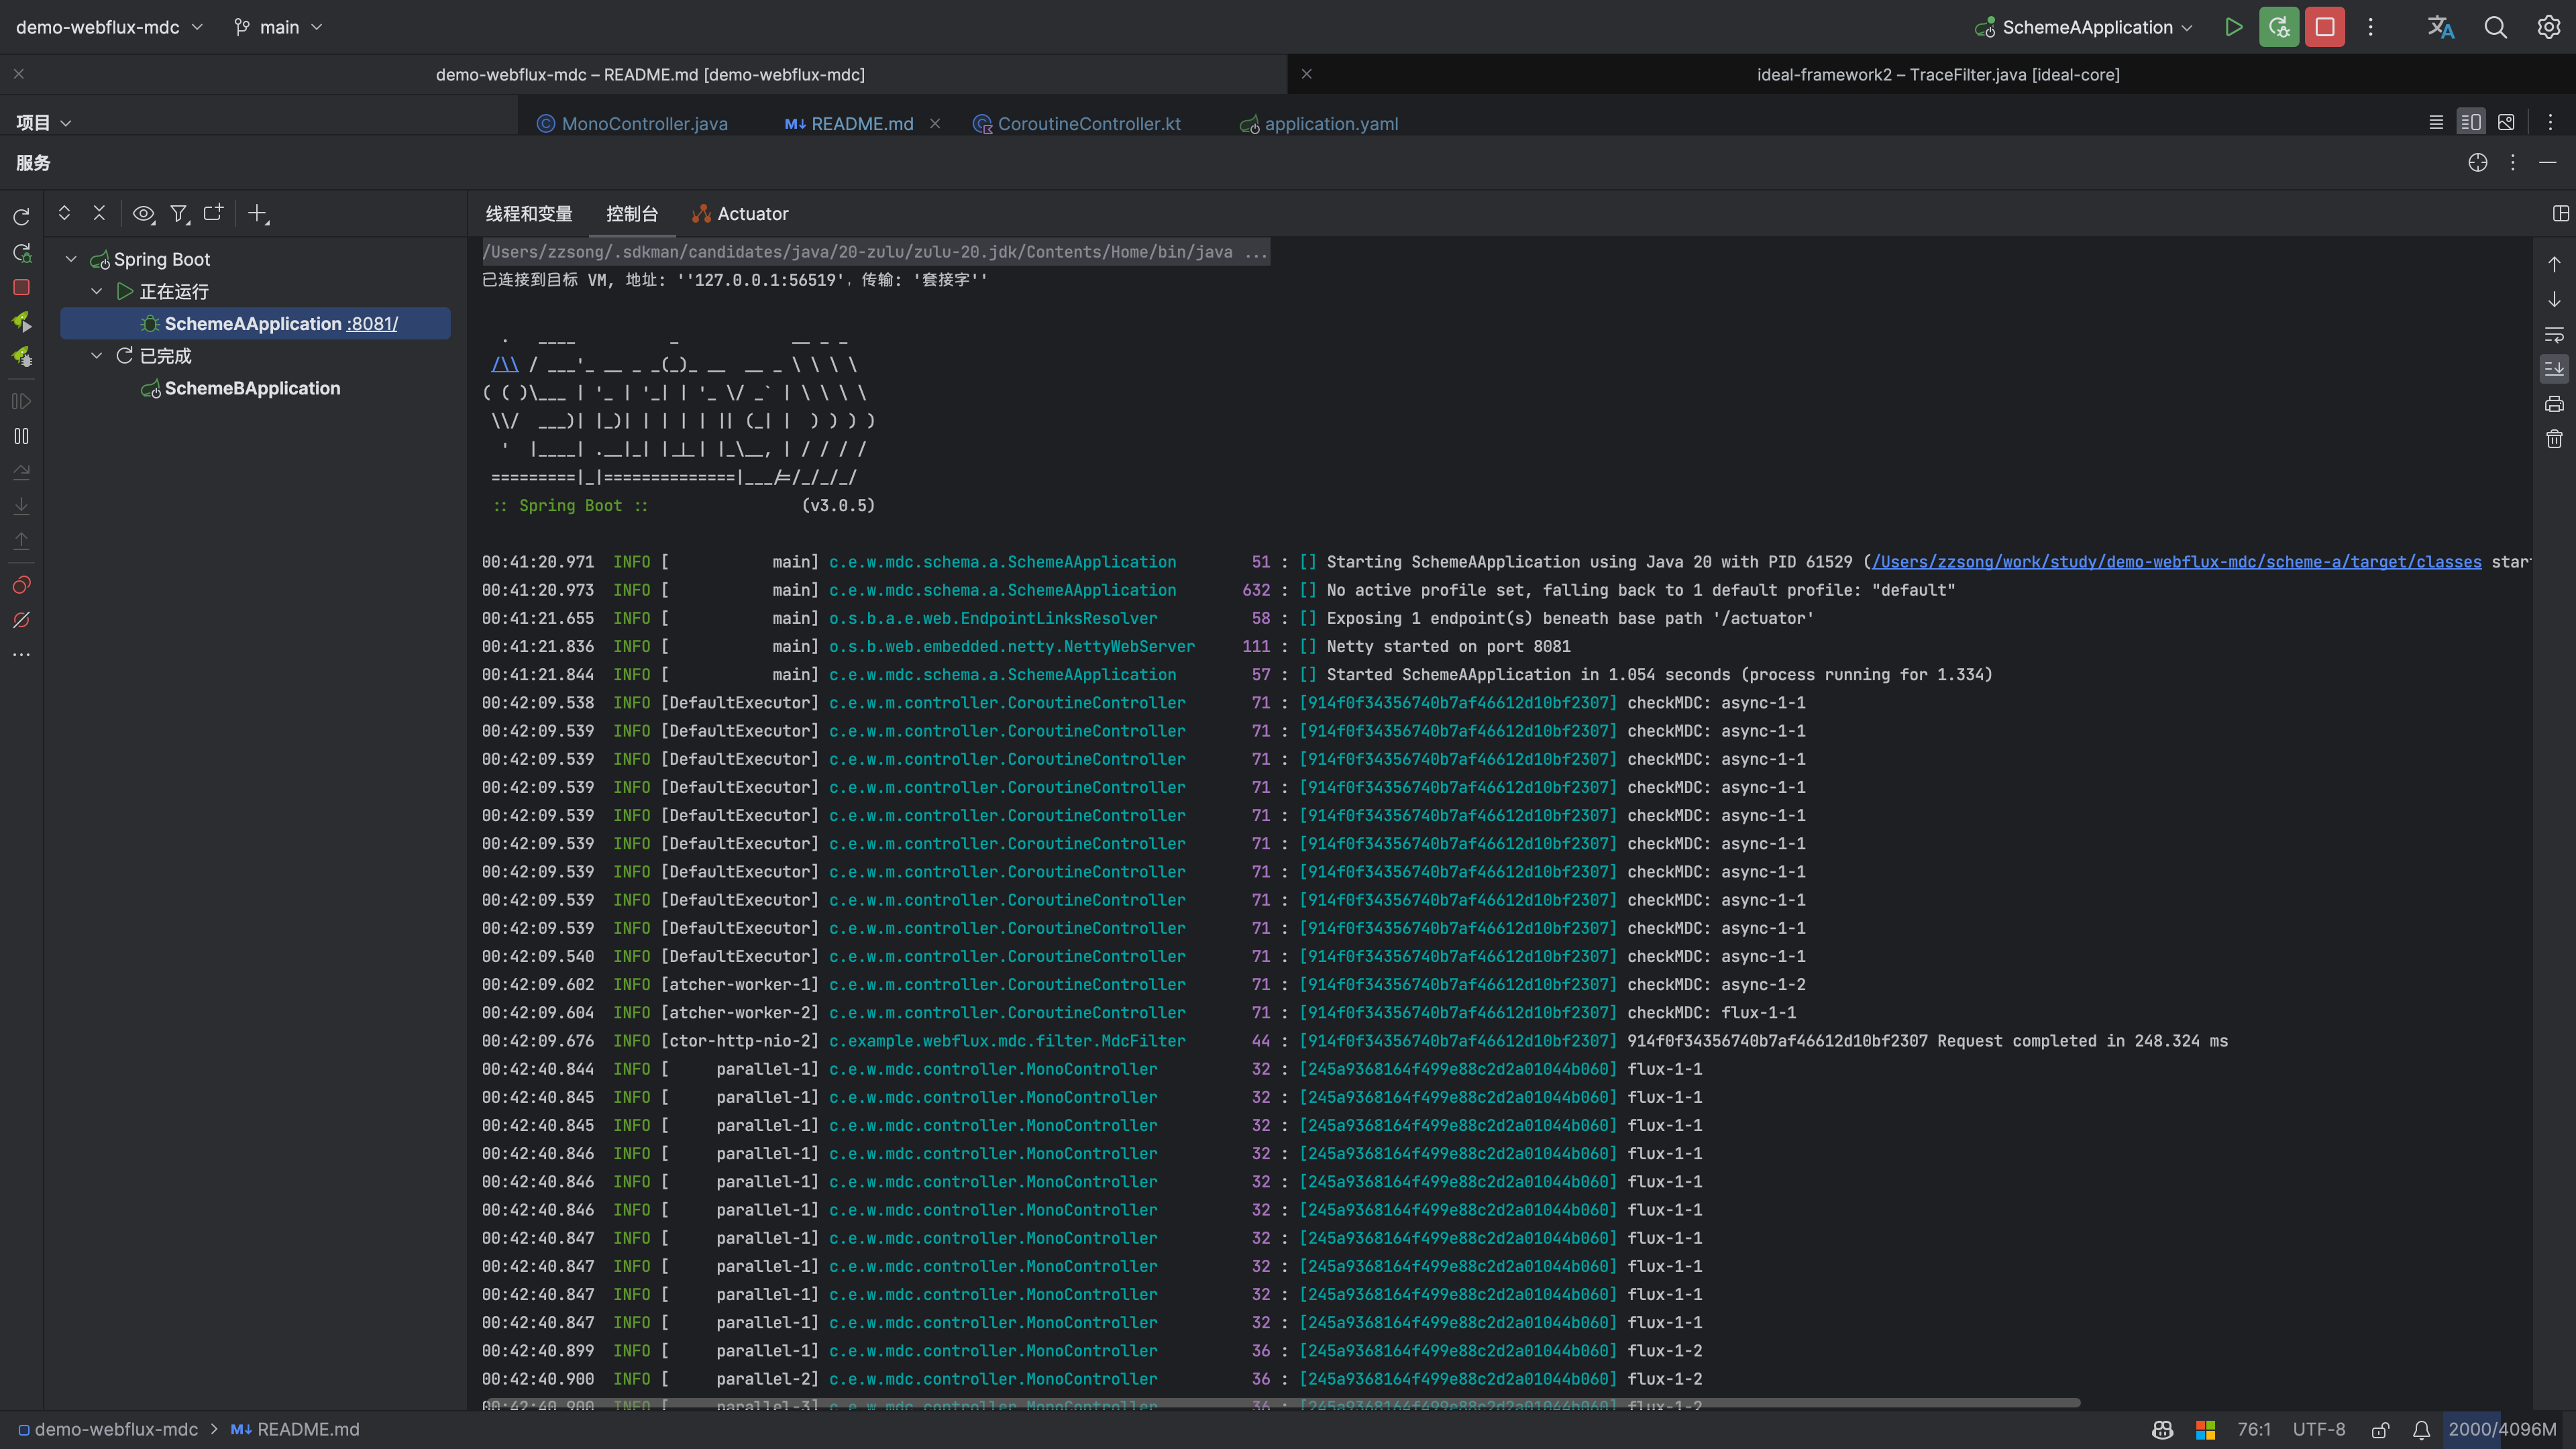 demo-webflux-mdc main SchemeAApplication
demo-webflux-mdc – README.md [demo-webflux-mdc] ideal-framework2 – TraceFilter.java [ideal-core]
项目 MonoController.java README.md CoroutineController.kt application.yaml
服务
线程和变量 控制台 Actuator
Spring Boot
正在运行
SchemeAApplication :8081/
已完成
SchemeBApplication
/Users/zzsong/.sdkman/candidates/java/20-zulu/zulu-20.jdk/Contents/Home/bin/java ...
已连接到目标 VM, 地址: ''127.0.0.1:56519'，传输: '套接字''
  .   ____          _            __ _ _
 /\\ / ___'_ __ _ _(_)_ __  __ _ \ \ \ \
( ( )\___ | '_ | '_| | '_ \/ _` | \ \ \ \
 \\/  ___)| |_)| | | | | || (_| |  ) ) ) )
  '  |____| .__|_| |_|_| |_\__, | / / / /
 =========|_|==============|___/=/_/_/_/
 :: Spring Boot ::                (v3.0.5)
00:41:20.971  INFO [           main] c.e.w.mdc.schema.a.SchemeAApplication        51 : [] Starting SchemeAApplication using Java 20 with PID 61529 (/Users/zzsong/work/study/demo-webflux-mdc/scheme-a/target/classes star
00:41:20.973  INFO [           main] c.e.w.mdc.schema.a.SchemeAApplication       632 : [] No active profile set, falling back to 1 default profile: "default"
00:41:21.655  INFO [           main] o.s.b.a.e.web.EndpointLinksResolver          58 : [] Exposing 1 endpoint(s) beneath base path '/actuator'
00:41:21.836  INFO [           main] o.s.b.web.embedded.netty.NettyWebServer     111 : [] Netty started on port 8081
00:41:21.844  INFO [           main] c.e.w.mdc.schema.a.SchemeAApplication        57 : [] Started SchemeAApplication in 1.054 seconds (process running for 1.334)
00:42:09.538  INFO [DefaultExecutor] c.e.w.m.controller.CoroutineController       71 : [914f0f34356740b7af46612d10bf2307] checkMDC: async-1-1
00:42:09.539  INFO [DefaultExecutor] c.e.w.m.controller.CoroutineController       71 : [914f0f34356740b7af46612d10bf2307] checkMDC: async-1-1
00:42:09.539  INFO [DefaultExecutor] c.e.w.m.controller.CoroutineController       71 : [914f0f34356740b7af46612d10bf2307] checkMDC: async-1-1
00:42:09.539  INFO [DefaultExecutor] c.e.w.m.controller.CoroutineController       71 : [914f0f34356740b7af46612d10bf2307] checkMDC: async-1-1
00:42:09.539  INFO [DefaultExecutor] c.e.w.m.controller.CoroutineController       71 : [914f0f34356740b7af46612d10bf2307] checkMDC: async-1-1
00:42:09.539  INFO [DefaultExecutor] c.e.w.m.controller.CoroutineController       71 : [914f0f34356740b7af46612d10bf2307] checkMDC: async-1-1
00:42:09.539  INFO [DefaultExecutor] c.e.w.m.controller.CoroutineController       71 : [914f0f34356740b7af46612d10bf2307] checkMDC: async-1-1
00:42:09.539  INFO [DefaultExecutor] c.e.w.m.controller.CoroutineController       71 : [914f0f34356740b7af46612d10bf2307] checkMDC: async-1-1
00:42:09.539  INFO [DefaultExecutor] c.e.w.m.controller.CoroutineController       71 : [914f0f34356740b7af46612d10bf2307] checkMDC: async-1-1
00:42:09.540  INFO [DefaultExecutor] c.e.w.m.controller.CoroutineController       71 : [914f0f34356740b7af46612d10bf2307] checkMDC: async-1-1
00:42:09.602  INFO [atcher-worker-1] c.e.w.m.controller.CoroutineController       71 : [914f0f34356740b7af46612d10bf2307] checkMDC: async-1-2
00:42:09.604  INFO [atcher-worker-2] c.e.w.m.controller.CoroutineController       71 : [914f0f34356740b7af46612d10bf2307] checkMDC: flux-1-1
00:42:09.676  INFO [ctor-http-nio-2] c.example.webflux.mdc.filter.MdcFilter       44 : [914f0f34356740b7af46612d10bf2307] 914f0f34356740b7af46612d10bf2307 Request completed in 248.324 ms
00:42:40.844  INFO [     parallel-1] c.e.w.mdc.controller.MonoController          32 : [245a9368164f499e88c2d2a01044b060] flux-1-1
00:42:40.845  INFO [     parallel-1] c.e.w.mdc.controller.MonoController          32 : [245a9368164f499e88c2d2a01044b060] flux-1-1
00:42:40.845  INFO [     parallel-1] c.e.w.mdc.controller.MonoController          32 : [245a9368164f499e88c2d2a01044b060] flux-1-1
00:42:40.846  INFO [     parallel-1] c.e.w.mdc.controller.MonoController          32 : [245a9368164f499e88c2d2a01044b060] flux-1-1
00:42:40.846  INFO [     parallel-1] c.e.w.mdc.controller.MonoController          32 : [245a9368164f499e88c2d2a01044b060] flux-1-1
00:42:40.846  INFO [     parallel-1] c.e.w.mdc.controller.MonoController          32 : [245a9368164f499e88c2d2a01044b060] flux-1-1
00:42:40.847  INFO [     parallel-1] c.e.w.mdc.controller.MonoController          32 : [245a9368164f499e88c2d2a01044b060] flux-1-1
00:42:40.847  INFO [     parallel-1] c.e.w.mdc.controller.MonoController          32 : [245a9368164f499e88c2d2a01044b060] flux-1-1
00:42:40.847  INFO [     parallel-1] c.e.w.mdc.controller.MonoController          32 : [245a9368164f499e88c2d2a01044b060] flux-1-1
00:42:40.847  INFO [     parallel-1] c.e.w.mdc.controller.MonoController          32 : [245a9368164f499e88c2d2a01044b060] flux-1-1
00:42:40.899  INFO [     parallel-1] c.e.w.mdc.controller.MonoController          36 : [245a9368164f499e88c2d2a01044b060] flux-1-2
00:42:40.900  INFO [     parallel-2] c.e.w.mdc.controller.MonoController          36 : [245a9368164f499e88c2d2a01044b060] flux-1-2
00:42:40.900  INFO [     parallel-3] c.e.w.mdc.controller.MonoController          36 : [245a9368164f499e88c2d2a01044b060] flux-1-2
demo-webflux-mdc > README.md 76:1 UTF-8 2000/4096M